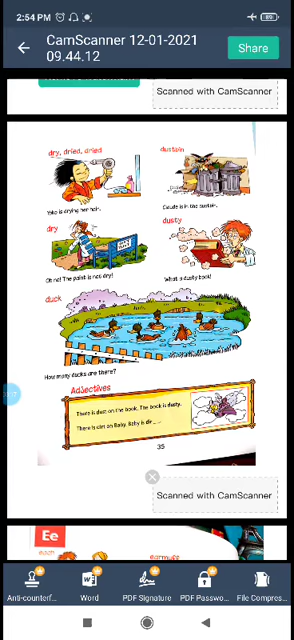 2:54 PM
89
CamScanner 12-01-2021
09.44.12
Share
Scanned with CamScanner
dry, dried, dried
dustbin
Yoko is drying her hair.
Claude is in the dustbin.
dry
dusty
Oh no! The paint is not dry!
What a dusty book!
duck
How many ducks are there?
Adjectives
There is dust on the book. The book is dusty.
There is dirt on Baby. Baby is dir
35
Scanned with CamScanner
Ee
each
earmuff
Anti-counterf...
Word
PDF Signature
PDF Passwo...
File Compres...